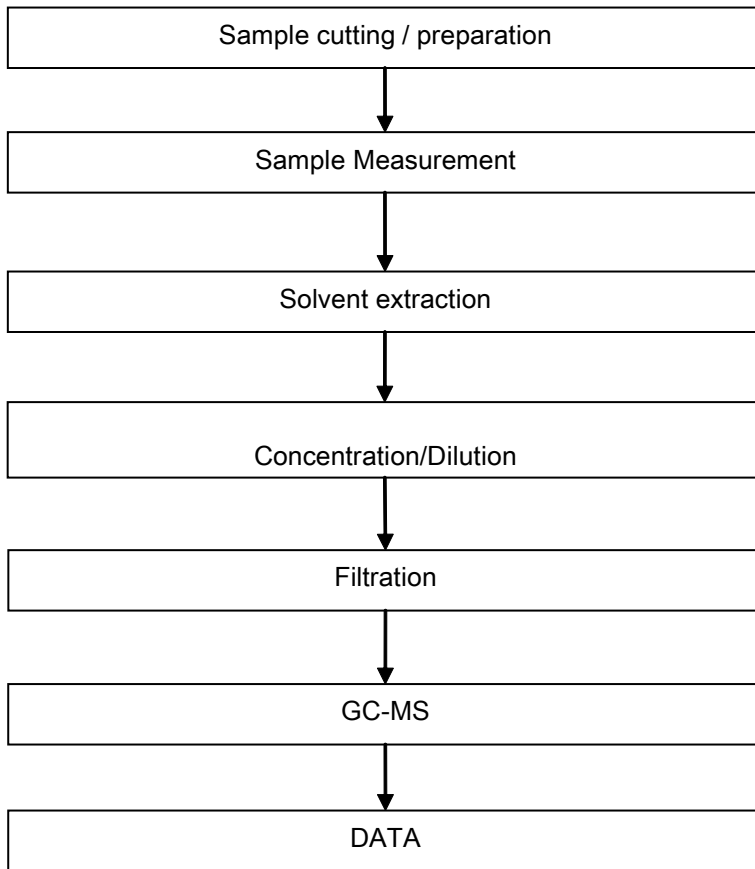 Sample cutting / preparation
Sample Measurement
Solvent extraction
Concentration/Dilution
Filtration
GC-MS
DATA